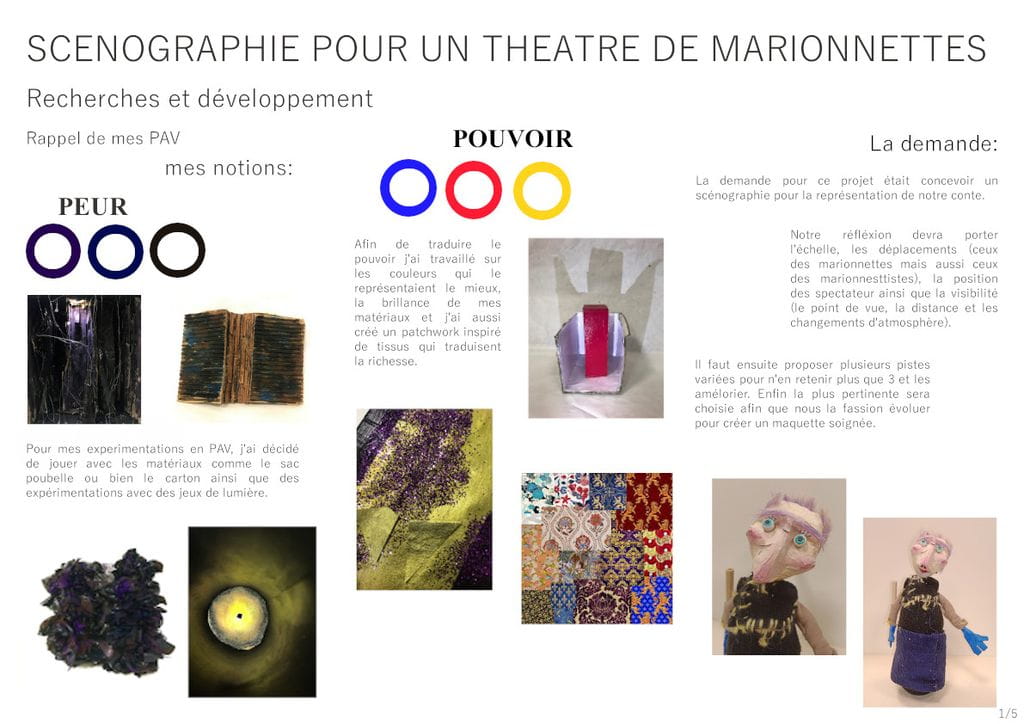 SCENOGRAPHIE POUR UN THEATRE DE MARIONNETTES
Recherches et développement
Rappel de mes PAV
mes notions:
PEUR
Pour mes experimentations en PAV, j'ai décidé
de jouer avec les matériaux comme le sac
poubelle ou bien le carton ainsi que des
expérimentations avec des jeux de lumière.
POUVOIR
Afin de traduire le
pouvoir j'ai travaillé sur
les couleurs qui le
représentaient le mieux,
la brillance de mes
matériaux et j'ai aussi
créé un patchwork inspiré
de tissus qui traduisent
la richesse.
La demande:
La demande pour ce projet était concevoir un
scénographie pour la représentation de notre conte.
Notre réfléxion devra porter
l'échelle, les déplacements (ceux
des marionnettes mais aussi ceux
des marionnesttistes), la position
des spectateur ainsi que la visibilité
(le point de vue, la distance et les
changements d'atmosphère).
Il faut ensuite proposer plusieurs pistes
variées pour n'en retenir plus que 3 et les
amélorier. Enfin la plus pertinente sera
choisie afin que nous la fassion évoluer
pour créer un maquette soignée.
1/5